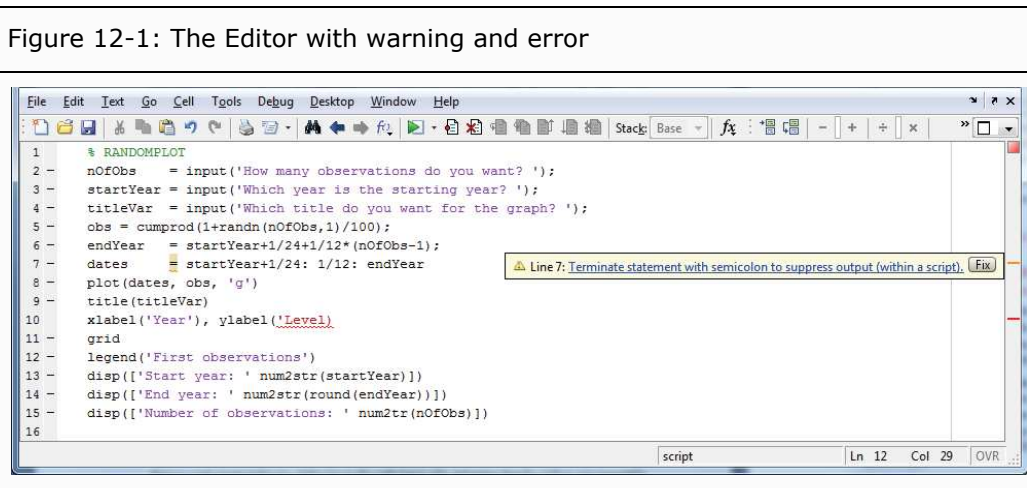 Figure 12-1: The Editor with warning and error
File Edit Text Go Cell Tools Debug Desktop Window Help
Stack: Base fx - + ÷ ×
1 % RANDOMPLOT
2 - nOfObs = input('How many observations do you want? ');
3 - startYear = input('Which year is the starting year? ');
4 - titleVar = input('Which title do you want for the graph? ');
5 - obs = cumprod(1+randn(nOfObs,1)/100);
6 - endYear = startYear+1/24+1/12*(nOfObs-1);
7 - dates = startYear+1/24: 1/12: endYear
Line 7: Terminate statement with semicolon to suppress output (within a script). Fix
8 - plot(dates, obs, 'g')
9 - title(titleVar)
10 xlabel('Year'), ylabel('Level)
11 - grid
12 - legend('First observations')
13 - disp(['Start year: ' num2str(startYear)])
14 - disp(['End year: ' num2str(round(endYear))])
15 - disp(['Number of observations: ' num2tr(nOfObs)])
16
script Ln 12 Col 29 OVR